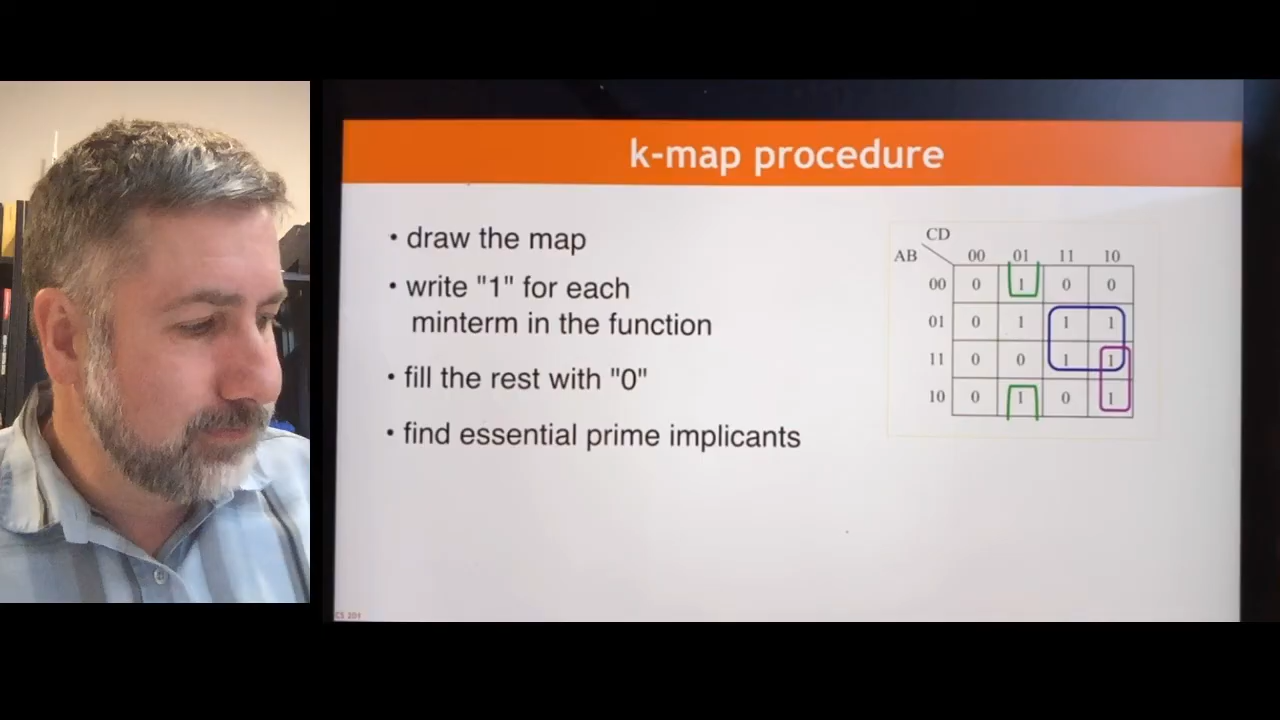 k-map procedure
• draw the map
• write "1" for each
minterm in the function
• fill the rest with "0"
• find essential prime implicants
CD
AB 00 01 11 10
00 0 1 0 0
01 0 1 1 1
11 0 0 1 1
10 0 1 0 1
CS 201